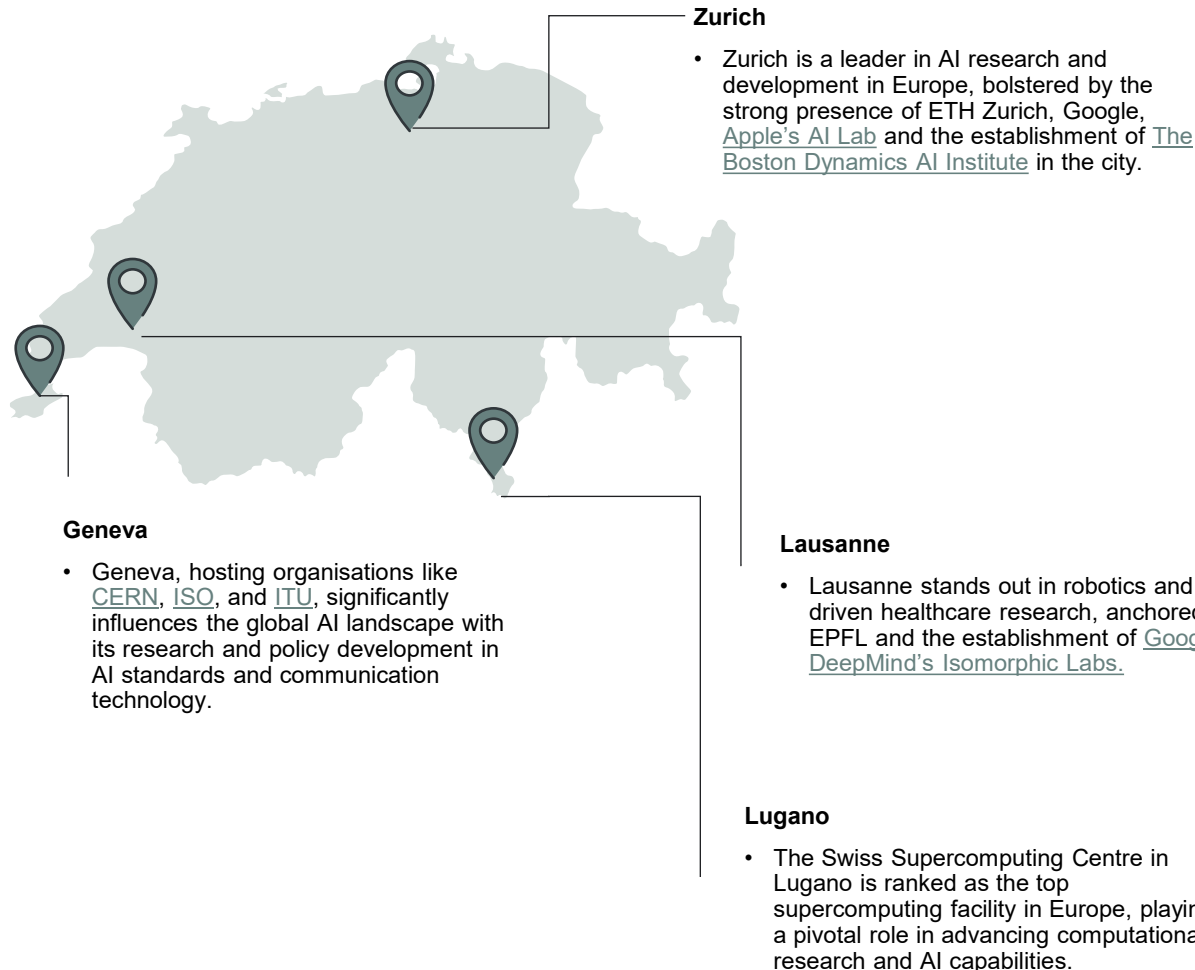 Zurich
• Zurich is a leader in AI research and
development in Europe, bolstered by the
strong presence of ETH Zurich, Google,
Apple's AI Lab and the establishment of The
Boston Dynamics AI Institute in the city.
Geneva
• Geneva, hosting organisations like
CERN, ISO, and ITU, significantly
influences the global AI landscape with
its research and policy development in
AI standards and communication
technology.
Lausanne
• Lausanne stands out in robotics and
driven healthcare research, anchored
EPFL and the establishment of
DeepMind's Isomorphic Labs.
Lugano
• The Swiss Supercomputing Centre in
Lugano is ranked as the top
supercomputing facility in Europe,
a pivotal role in advancing
research and AI capabilities.